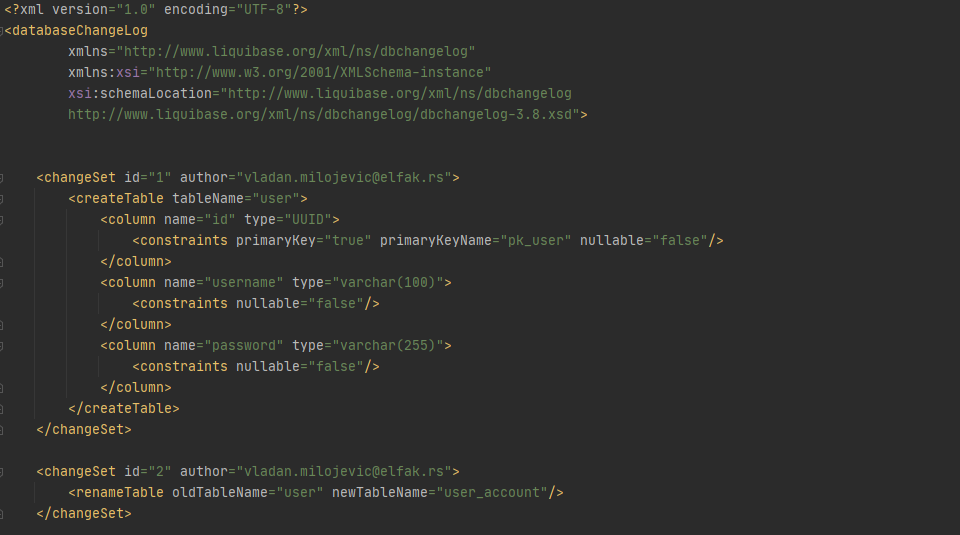 <?xml version="1.0" encoding="UTF-8"?>
<databaseChangeLog
        xmlns="http://www.liquibase.org/xml/ns/dbchangelog"
        xmlns:xsi="http://www.w3.org/2001/XMLSchema-instance"
        xsi:schemaLocation="http://www.liquibase.org/xml/ns/dbchangelog
        http://www.liquibase.org/xml/ns/dbchangelog/dbchangelog-3.8.xsd">
    <changeSet id="1" author="vladan.milojevic@elfak.rs">
        <createTable tableName="user">
            <column name="id" type="UUID">
                <constraints primaryKey="true" primaryKeyName="pk_user" nullable="false"/>
            </column>
            <column name="username" type="varchar(100)">
                <constraints nullable="false"/>
            </column>
            <column name="password" type="varchar(255)">
                <constraints nullable="false"/>
            </column>
        </createTable>
    </changeSet>
    <changeSet id="2" author="vladan.milojevic@elfak.rs">
        <renameTable oldTableName="user" newTableName="user_account"/>
    </changeSet>